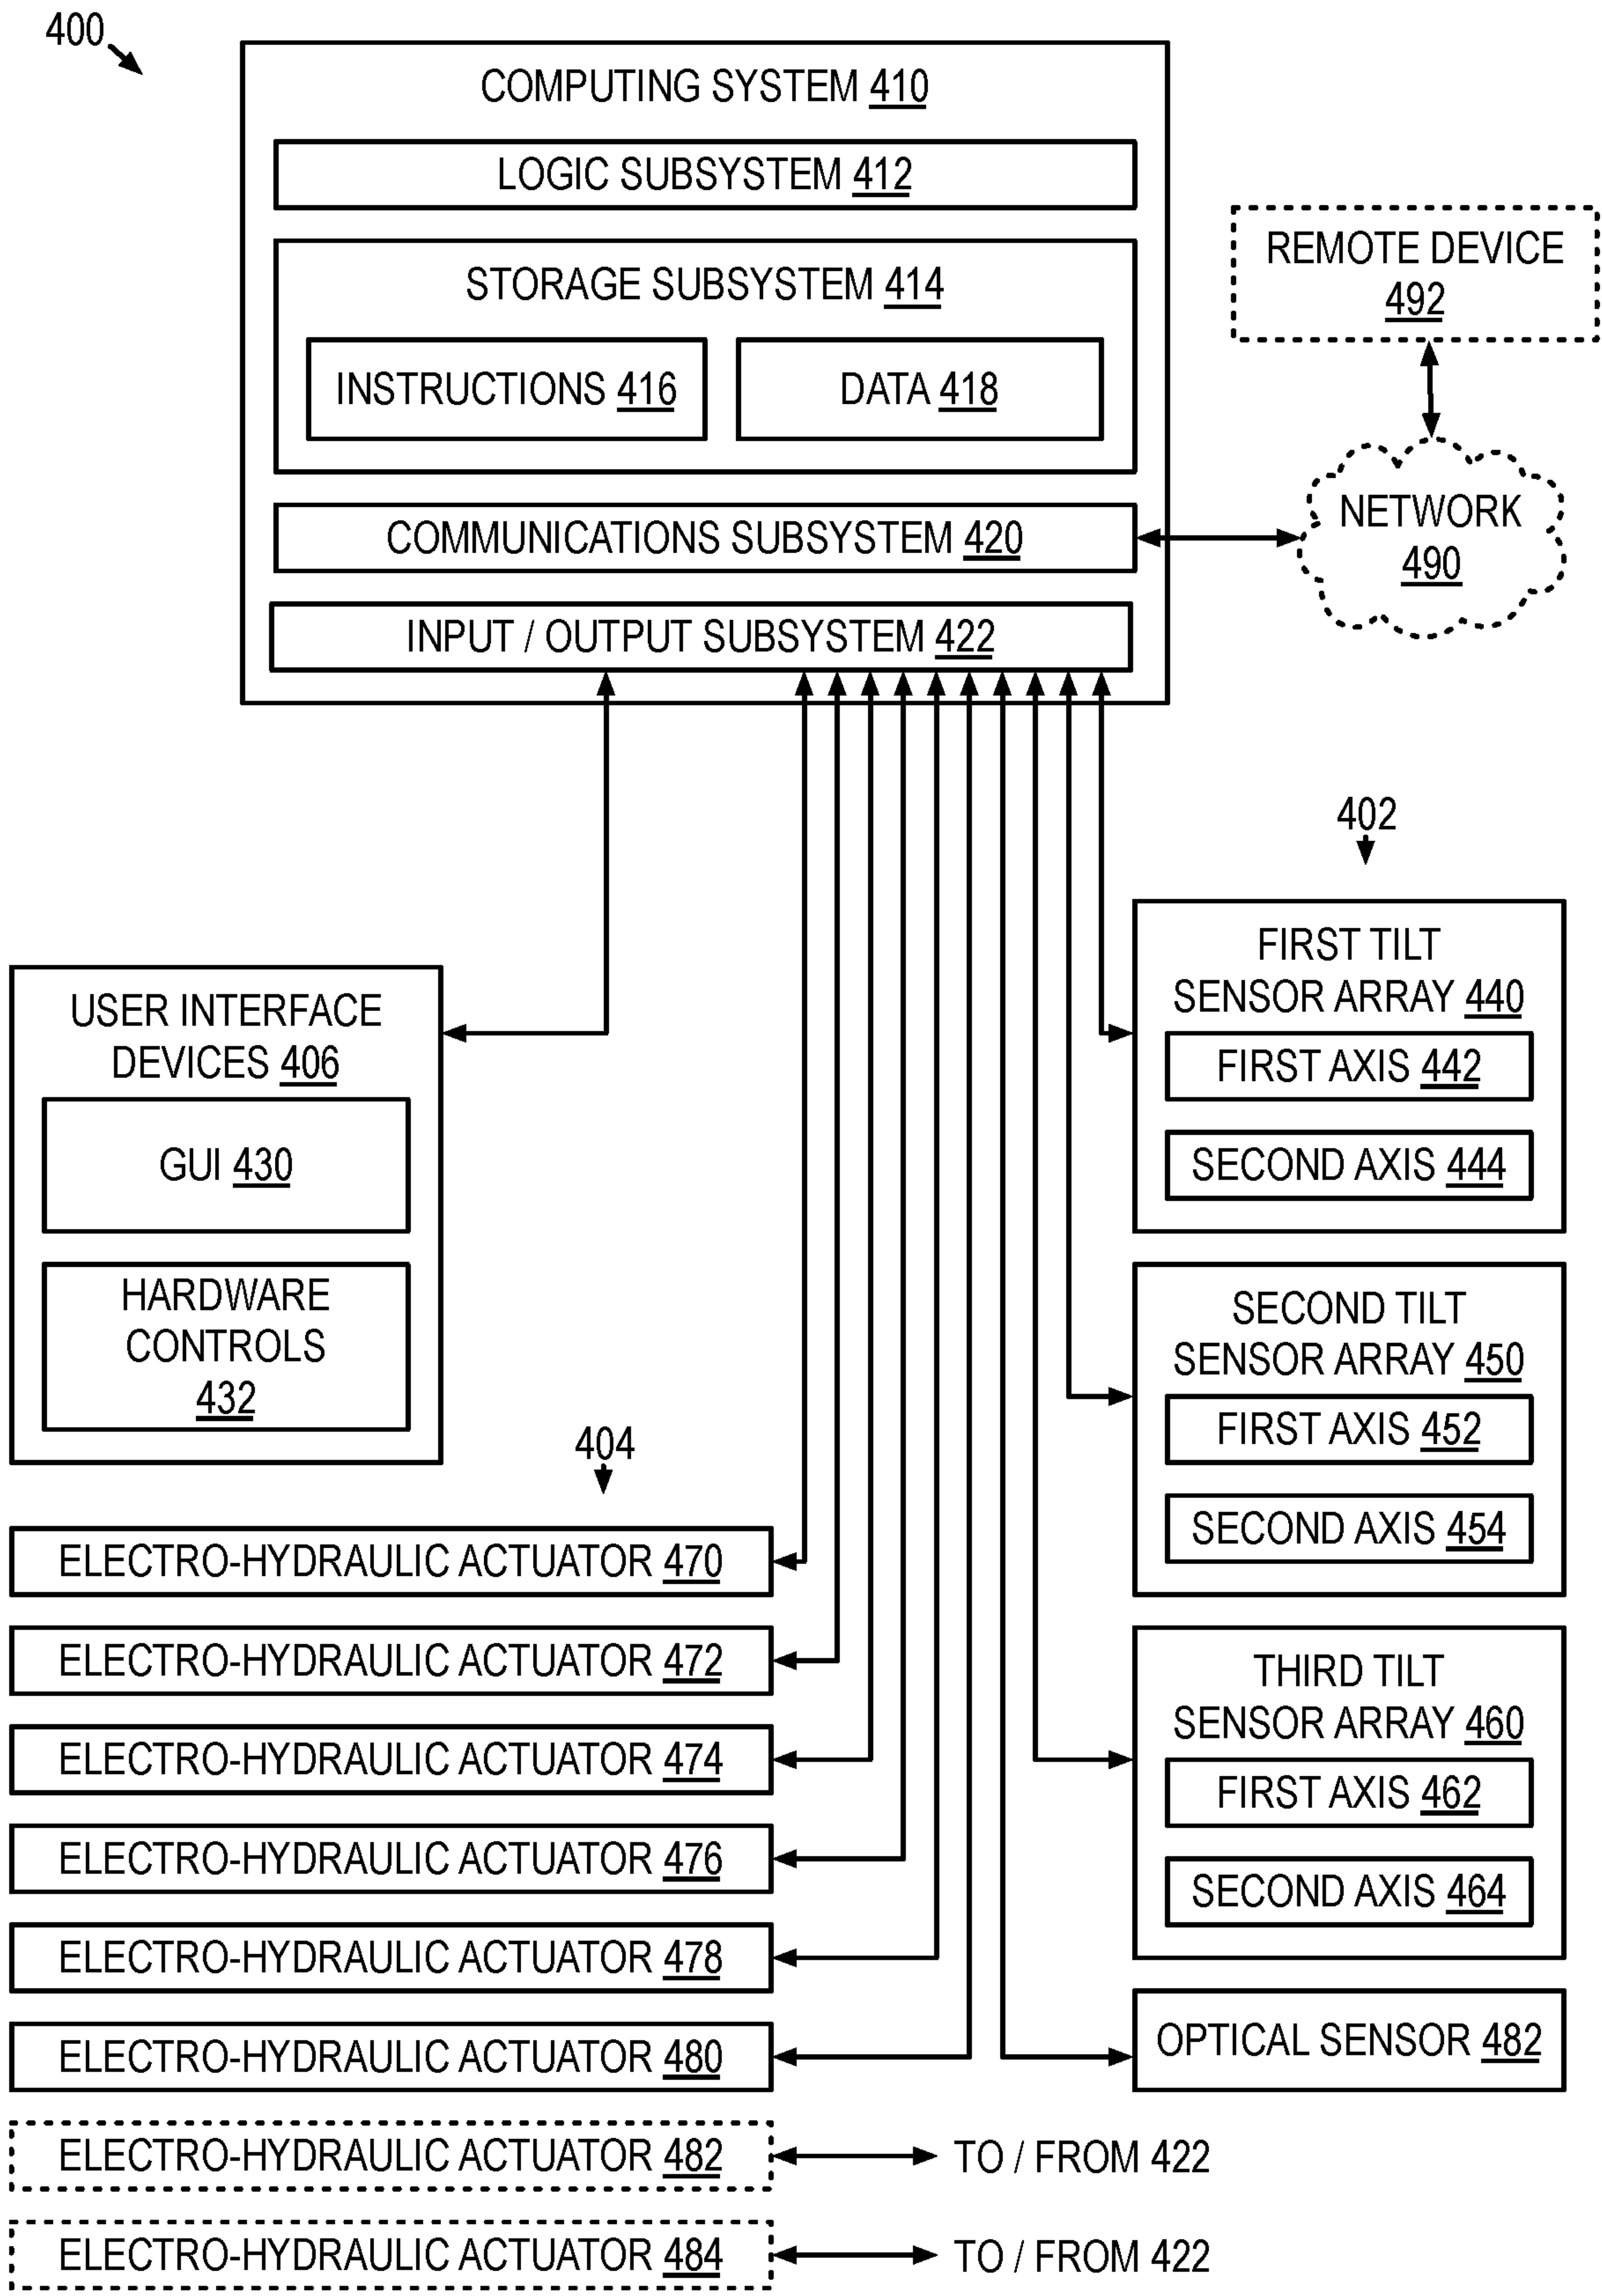 400
COMPUTING SYSTEM 410
LOGIC SUBSYSTEM 412
STORAGE SUBSYSTEM 414
INSTRUCTIONS 416
DATA 418
COMMUNICATIONS SUBSYSTEM 420
INPUT / OUTPUT SUBSYSTEM 422
REMOTE DEVICE
492
NETWORK
490
402
FIRST TILT
SENSOR ARRAY 440
FIRST AXIS 442
SECOND AXIS 444
SECOND TILT
SENSOR ARRAY 450
FIRST AXIS 452
SECOND AXIS 454
THIRD TILT
SENSOR ARRAY 460
FIRST AXIS 462
SECOND AXIS 464
OPTICAL SENSOR 482
USER INTERFACE
DEVICES 406
GUI 430
HARDWARE
CONTROLS
432
404
ELECTRO-HYDRAULIC ACTUATOR 470
ELECTRO-HYDRAULIC ACTUATOR 472
ELECTRO-HYDRAULIC ACTUATOR 474
ELECTRO-HYDRAULIC ACTUATOR 476
ELECTRO-HYDRAULIC ACTUATOR 478
ELECTRO-HYDRAULIC ACTUATOR 480
ELECTRO-HYDRAULIC ACTUATOR 482
TO / FROM 422
ELECTRO-HYDRAULIC ACTUATOR 484
TO / FROM 422